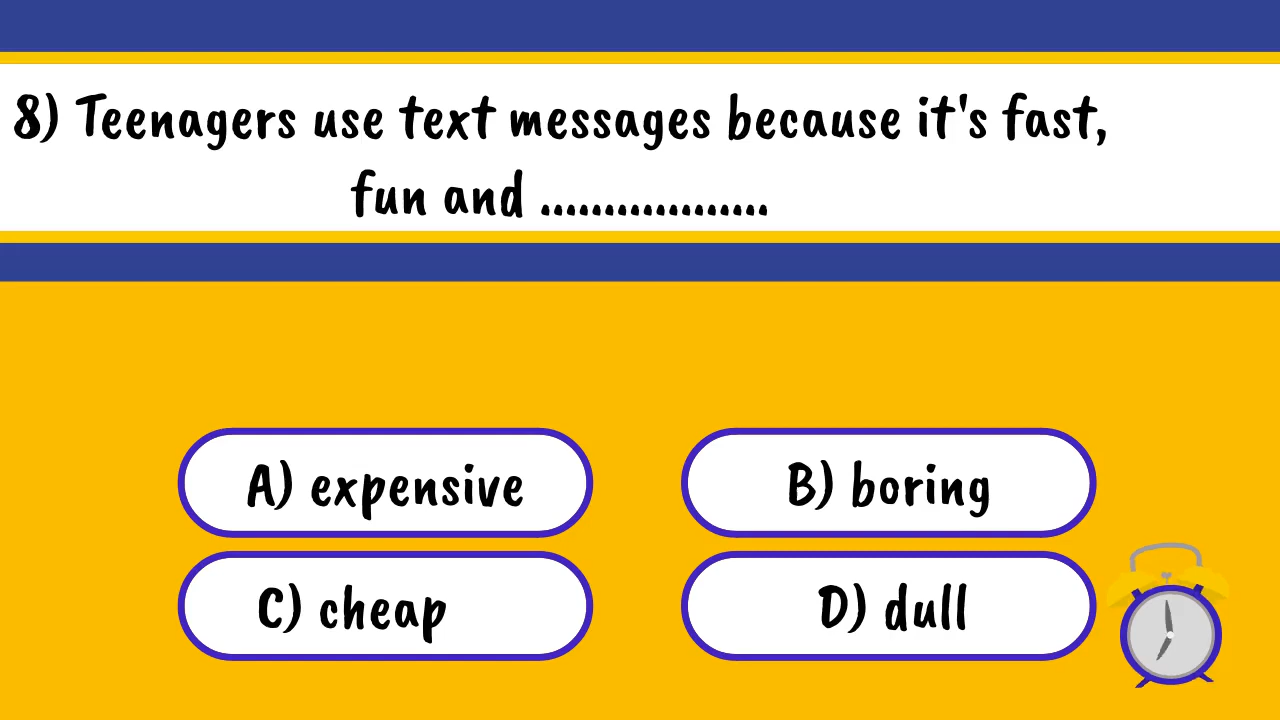 8) Teenagers use text messages because it's fast,
fun and ..................
A) expensive
B) boring
C) cheap
D) dull